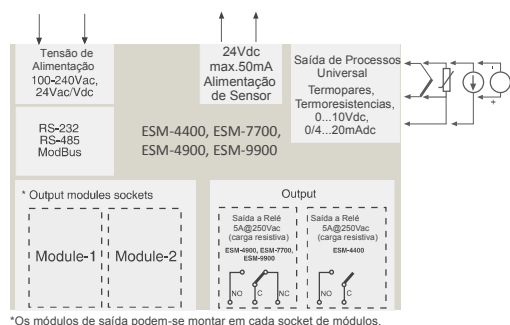 Tensão de
Alimentação
100-240Vac,
24Vac/Vdc
24Vdc
max.50mA
Alimentação
de Sensor
Saída de Processos
Universal
Termopares,
Termoresistencias,
0...10Vdc,
0/4...20mAdc
-
+
RS-232
RS-485
ModBus
ESM-4400, ESM-7700,
ESM-4900, ESM-9900
* Output modules sockets
Module-1
Module-2
Output
Saída a Relé
5A@250Vac
(carga resistiva)
ESM-4900, ESM-7700,
ESM-9900
NO C NC
Saída a Relé
5A@250Vac
(carga resistiva)
ESM-4400
NO C
*Os módulos de saída podem-se montar em cada socket de módulos.